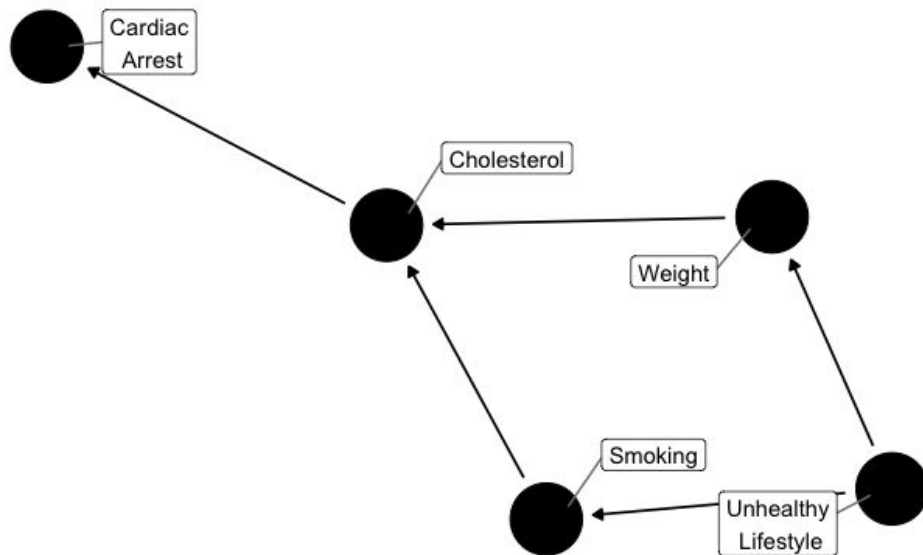 Cardiac
Arrest
Cholesterol
Weight
Smoking
Unhealthy
Lifestyle